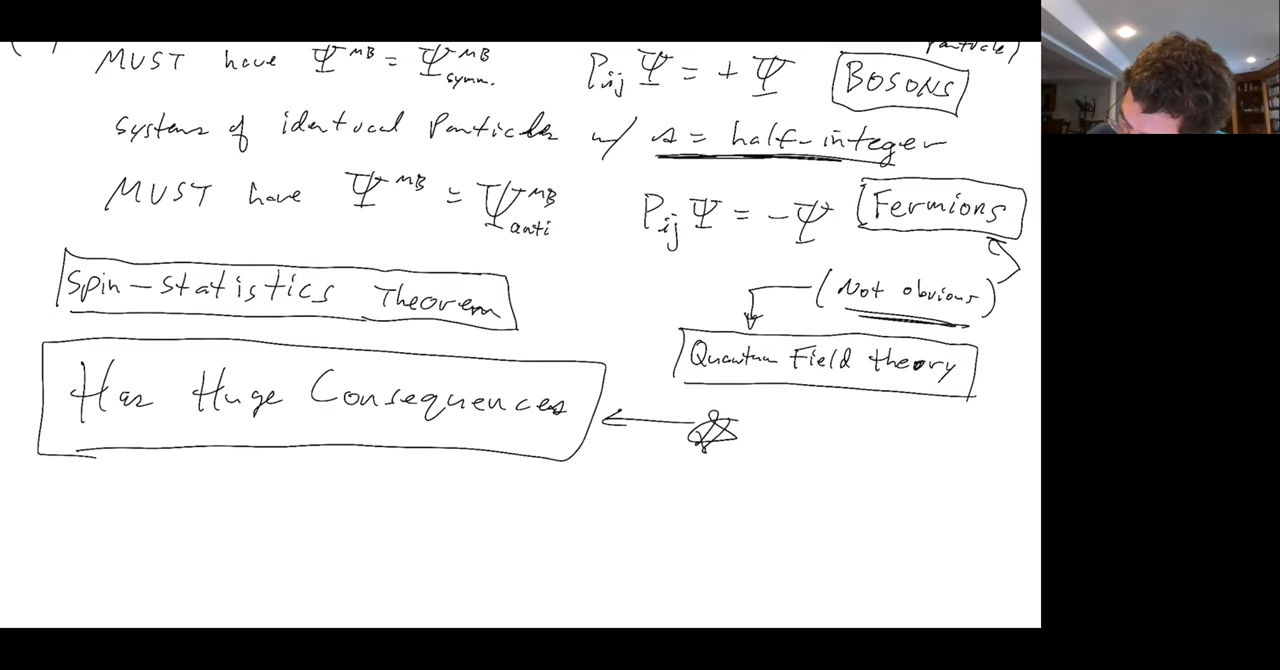 particle)
MUST have Ψ^MB = Ψ^MB_symm. P_ij Ψ = + Ψ BOSONS
systems of identical particles w/ s = half-integer
MUST have Ψ^MB = Ψ^MB_anti P_ij Ψ = - Ψ Fermions
Spin-statistics Theorem
(Not obvious)
Quantum Field theory
Has Huge Consequences